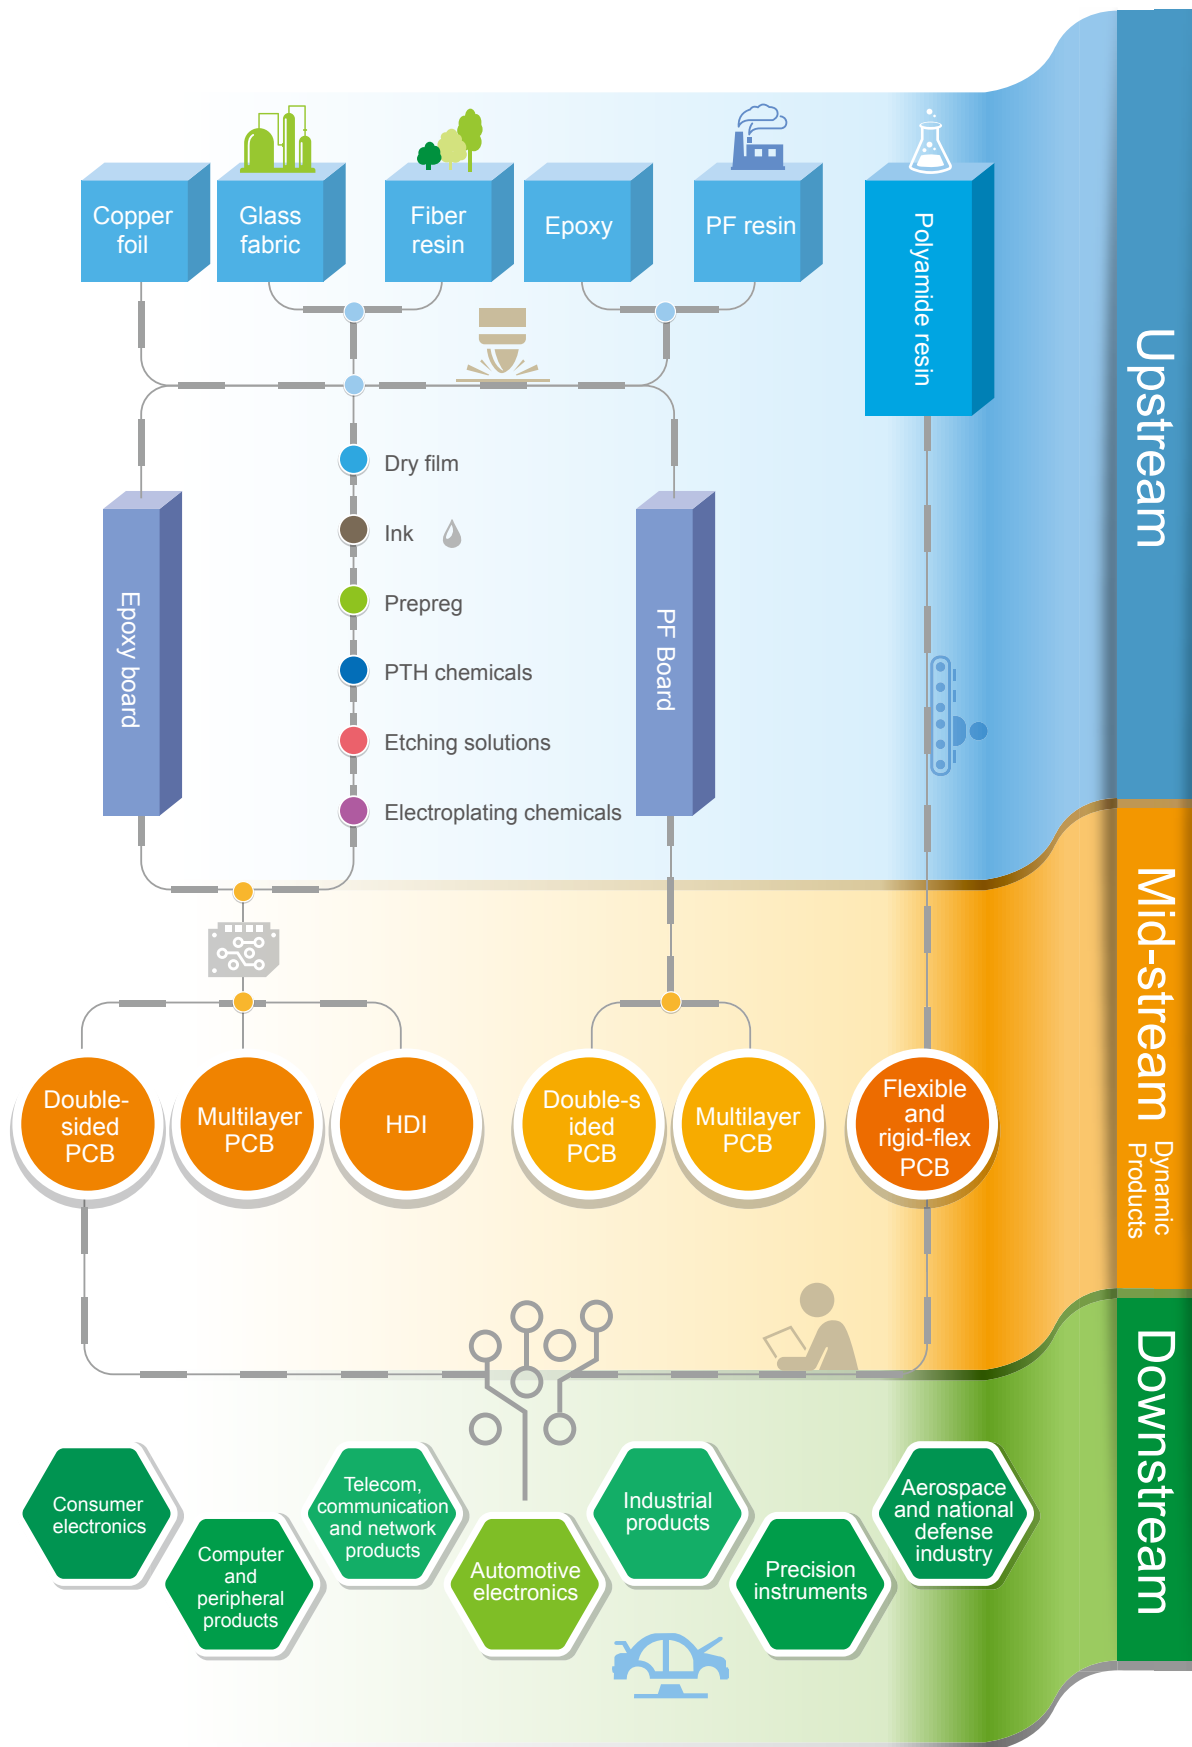 Copper
foil
Glass
fabric
Fiber
resin
Epoxy
PF resin
Polyamide resin
Upstream
Dry film
Ink
Prepreg
PTH chemicals
Etching solutions
Electroplating chemicals
Epoxy board
PF Board
Mid-stream
Dynamic
Products
Double-
sided
PCB
Multilayer
PCB
HDI
Double-s
ided
PCB
Multilayer
PCB
Flexible
and
rigid-flex
PCB
Downstream
Consumer
electronics
Computer
and
peripheral
products
Telecom,
communication
and network
products
Automotive
electronics
Industrial
products
Precision
instruments
Aerospace
and national
defense
industry